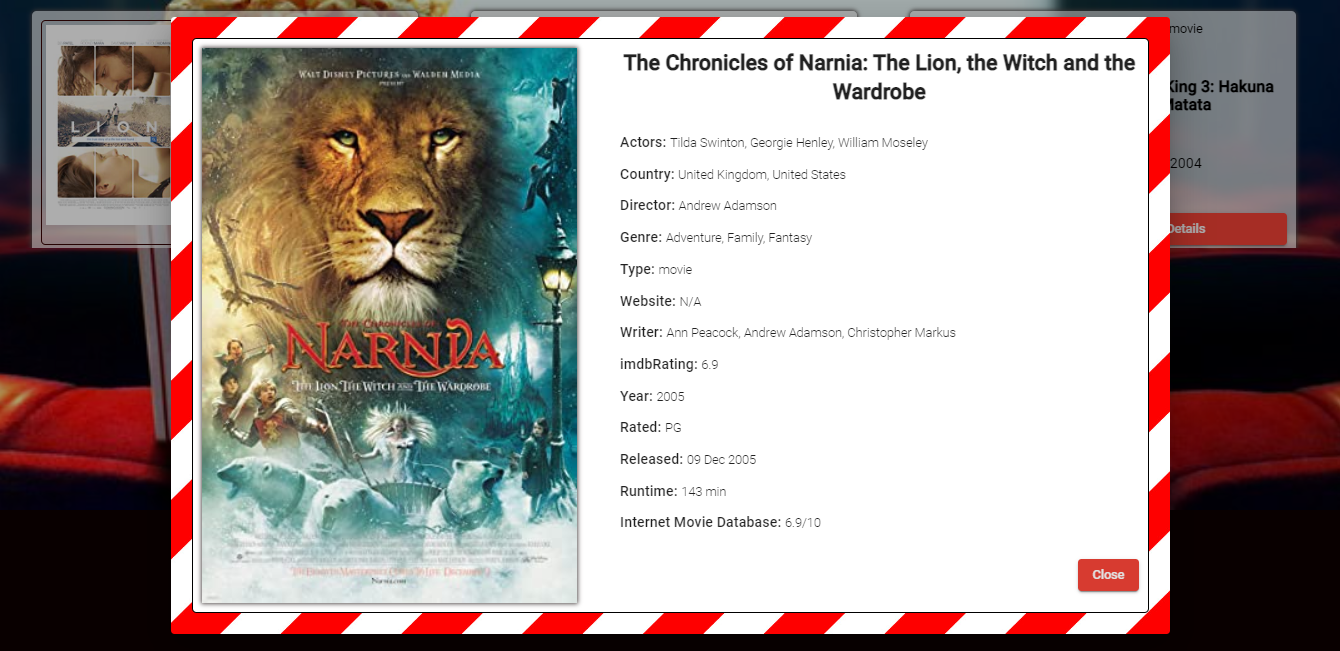 LION
movie
King 3: Hakuna
Matata
2004
Details
WALT DISNEY PICTURES AND WALDEN MEDIA
PRESENT
THE CHRONICLES OF
NARNIA
THE LION, THE WITCH AND THE WARDROBE
Narnia.com
The Chronicles of Narnia: The Lion, the Witch and the
Wardrobe
Actors: Tilda Swinton, Georgie Henley, William Moseley
Country: United Kingdom, United States
Director: Andrew Adamson
Genre: Adventure, Family, Fantasy
Type: movie
Website: N/A
Writer: Ann Peacock, Andrew Adamson, Christopher Markus
imdbRating: 6.9
Year: 2005
Rated: PG
Released: 09 Dec 2005
Runtime: 143 min
Internet Movie Database: 6.9/10
Close